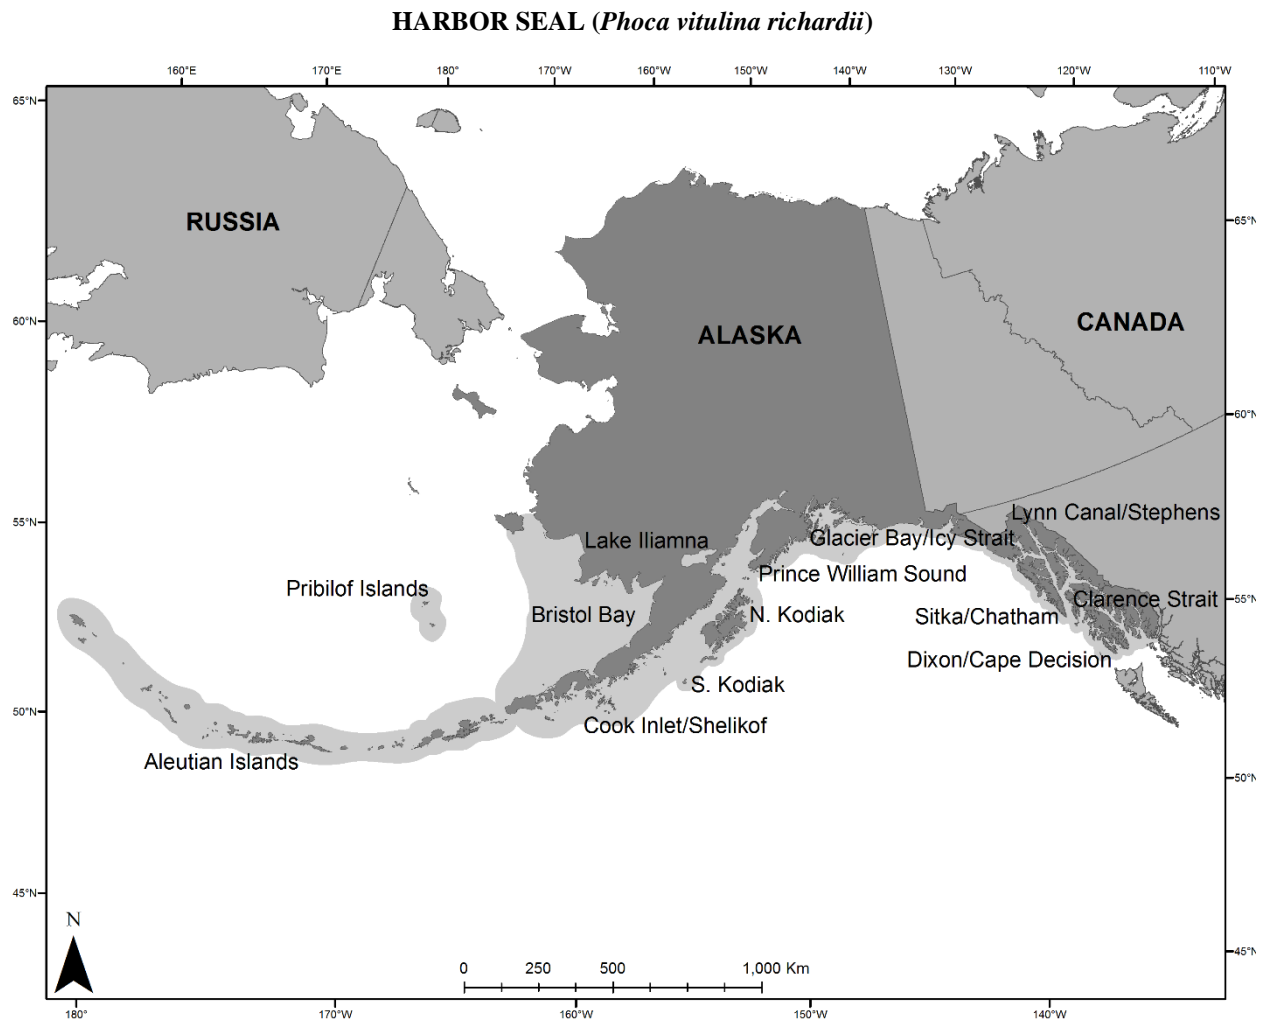 HARBOR SEAL (Phoca vitulina richardii)
160°E 170°E 180° 170°W 160°W 150°W 140°W 130°W 120°W 110°W
65°N
RUSSIA
65°N
60°N
ALASKA
CANADA
60°N
55°N
Lynn Canal/Stephens
Lake Iliamna
Glacier Bay/Icy Strait
Prince William Sound
Pribilof Islands
Clarence Strait
55°N
Bristol Bay
N. Kodiak
Sitka/Chatham
Dixon/Cape Decision
S. Kodiak
50°N
Cook Inlet/Shelikof
Aleutian Islands
50°N
45°N
N
45°N
0 250 500 1,000 Km
180° 170°W 160°W 150°W 140°W